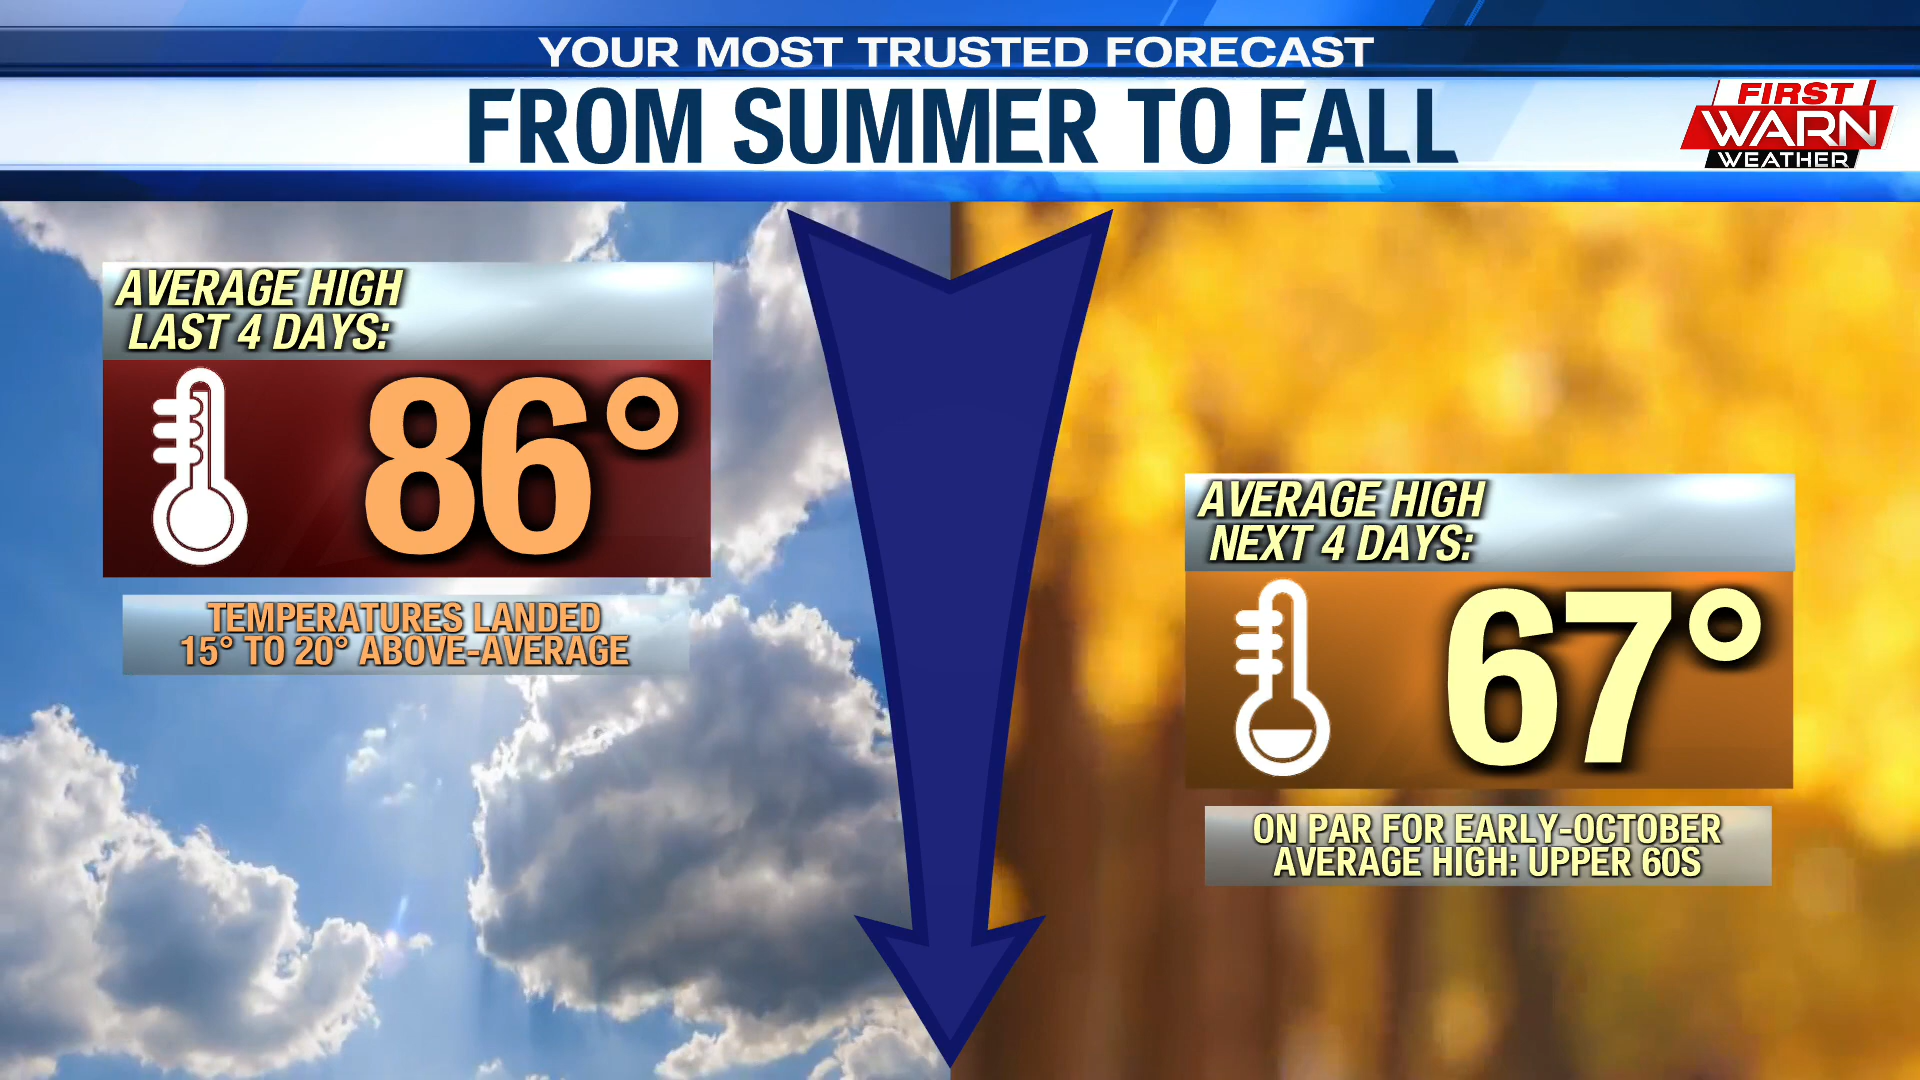 YOUR MOST TRUSTED FORECAST
FROM SUMMER TO FALL
FIRST
WARN
WEATHER
AVERAGE HIGH
LAST 4 DAYS:
86°
TEMPERATURES LANDED
15° TO 20° ABOVE-AVERAGE
AVERAGE HIGH
NEXT 4 DAYS:
67°
ON PAR FOR EARLY-OCTOBER
AVERAGE HIGH: UPPER 60S